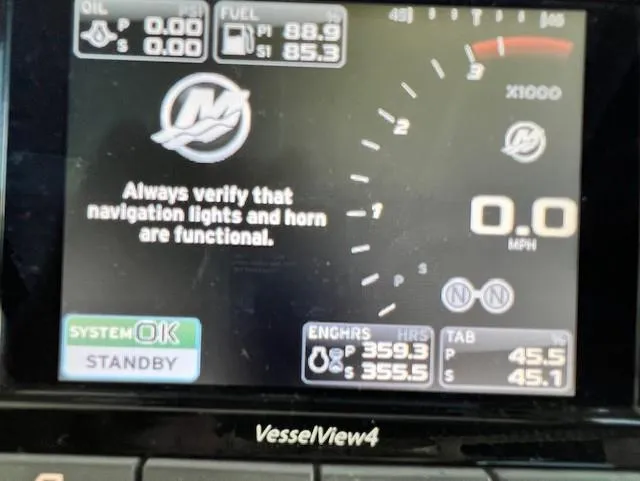 OIL PSI
P 0.00
S 0.00
FUEL %
P1 88.9
S1 85.3
45 T 45
3
X1000
2
Always verify that
navigation lights and horn
are functional.
1
0.0
MPH
P S
N N
SYSTEM OK
STANDBY
ENGHRS HRS
P 359.3
S 355.5
TAB %
P 45.5
S 45.1
VesselView4